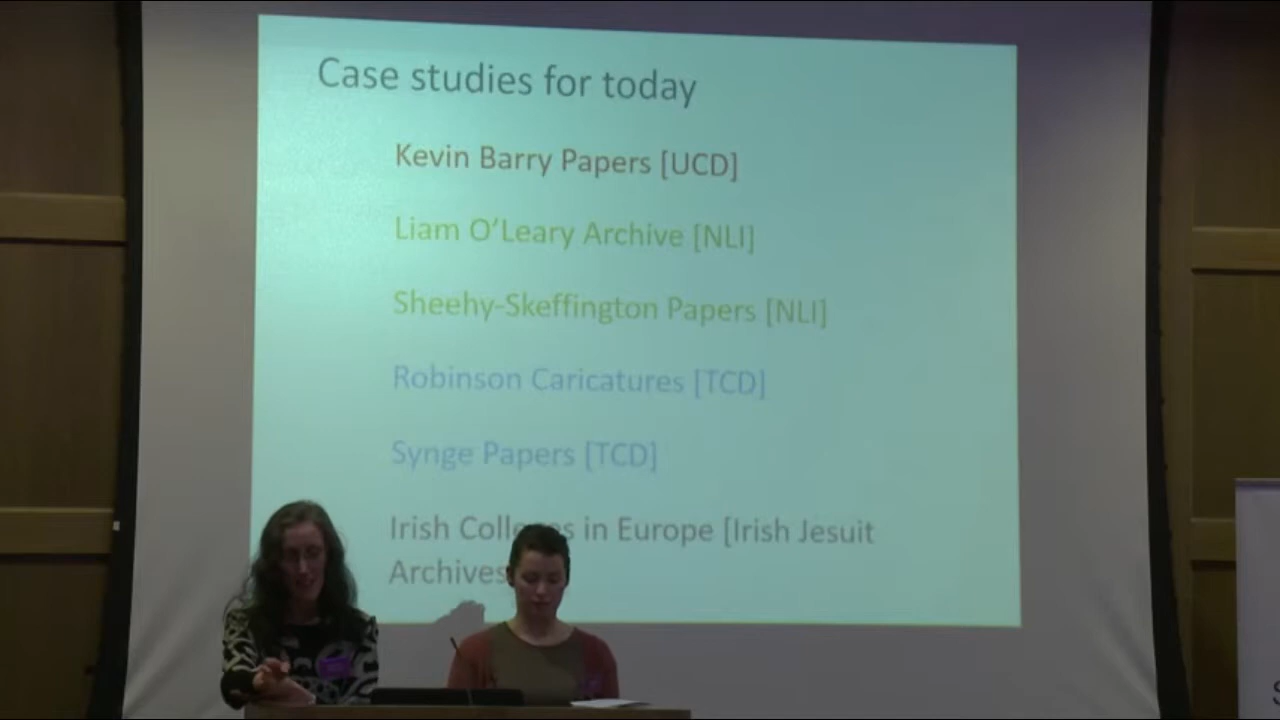 Case studies for today
Kevin Barry Papers [UCD]
Liam O’Leary Archive [NLI]
Sheehy-Skeffington Papers [NLI]
Robinson Caricatures [TCD]
Synge Papers [TCD]
Irish Colleges in Europe [Irish Jesuit
Archives